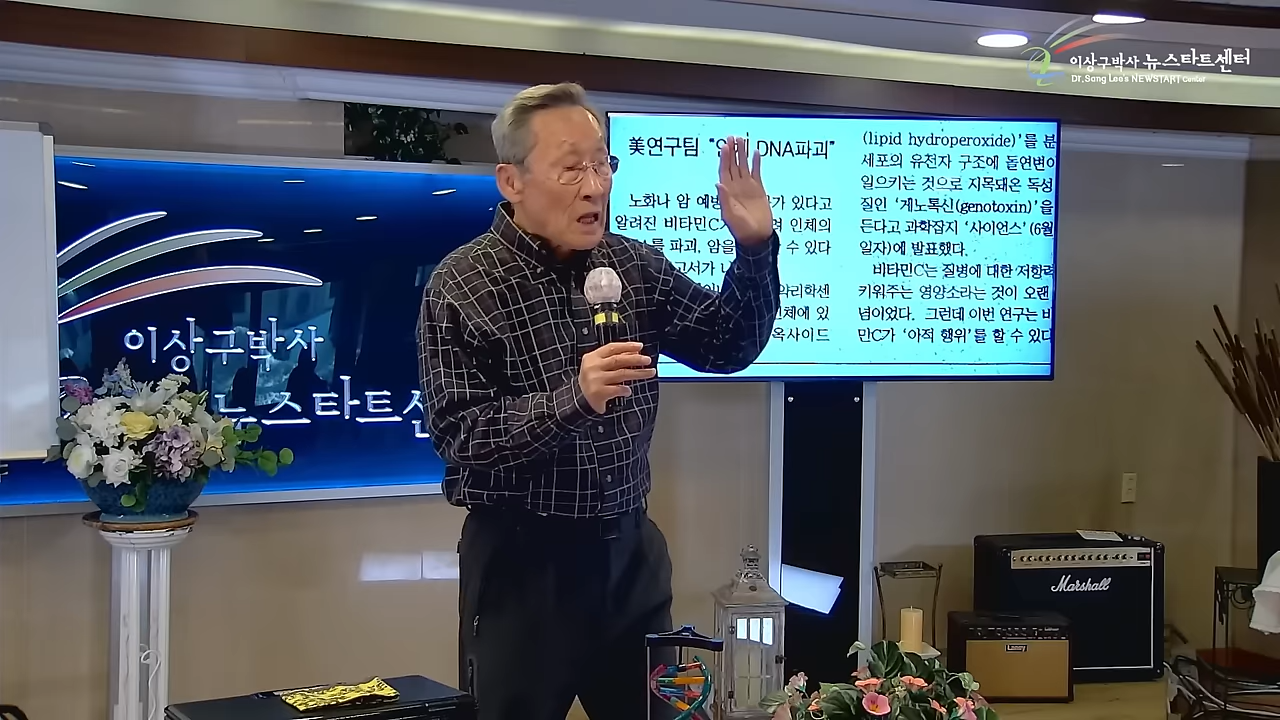 이상구박사 뉴스타트센터
Dr. Sang Lee's NEWSTART Center
美연구팀 DNA파괴"
노화나 암 있다고
알려진 비타민C가 인체의
파괴, 암을 수 있다
있
옥사이드
(lipid hydroperoxide)'를 분
세포의 유전자 구조에 돌연변이
일으키는 것으로 지목돼온 독성
질인 '게노톡신(genotoxin)'을
든다고 과학잡지 '사이언스'(6월
일자)에 발표했다.
비타민C는 질병에 대한 저항력
키워주는 영양소라는 것이 오랜
념이었다. 그런데 이번 연구는 비
만C가 '이적 행위'를 할 수 있다
이상구박사
뉴스타트센
Marshall
Laney